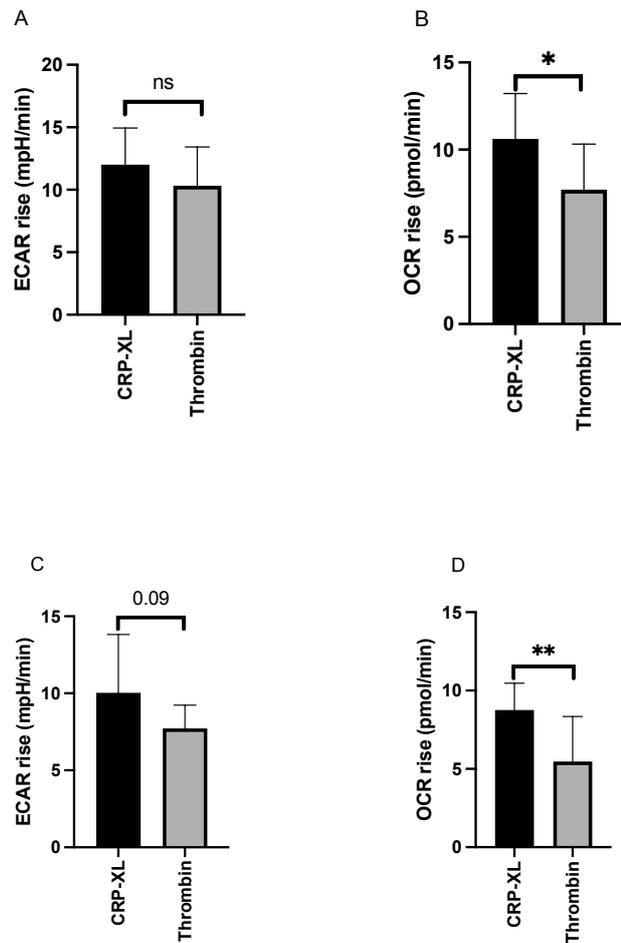 A
ECAR rise (mpH/min)
20
15
10
5
0
ns
CRP-XL
Thrombin
B
OCR rise (pmol/min)
15
10
5
0
*
CRP-XL
Thrombin
C
ECAR rise (mpH/min)
15
10
5
0
0.09
CRP-XL
Thrombin
D
OCR rise (pmol/min)
15
10
5
0
**
CRP-XL
Thrombin